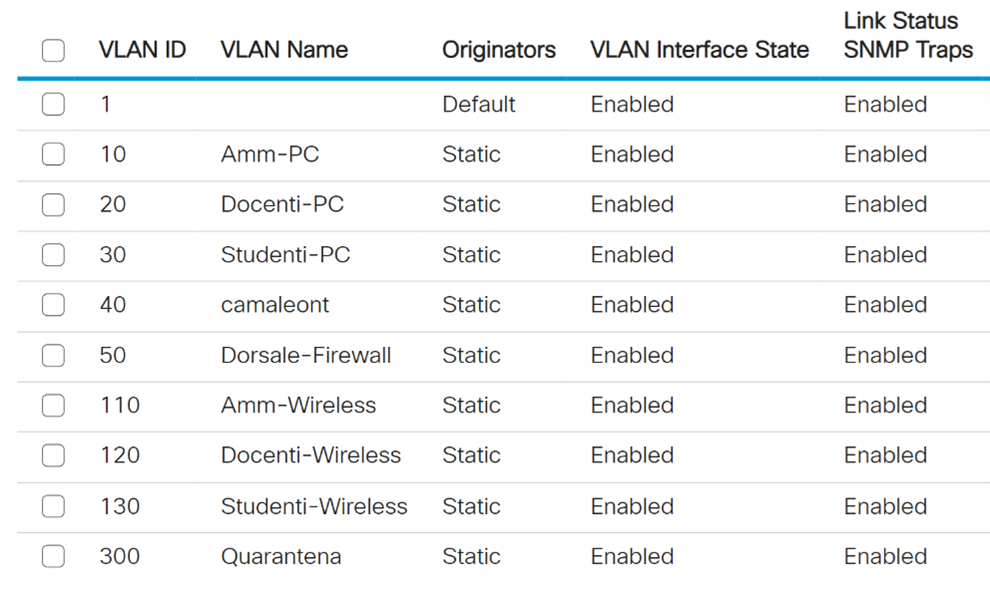 VLAN ID VLAN Name Originators VLAN Interface State Link Status SNMP Traps
1 Default Enabled Enabled
10 Amm-PC Static Enabled Enabled
20 Docenti-PC Static Enabled Enabled
30 Studenti-PC Static Enabled Enabled
40 camaleont Static Enabled Enabled
50 Dorsale-Firewall Static Enabled Enabled
110 Amm-Wireless Static Enabled Enabled
120 Docenti-Wireless Static Enabled Enabled
130 Studenti-Wireless Static Enabled Enabled
300 Quarantena Static Enabled Enabled